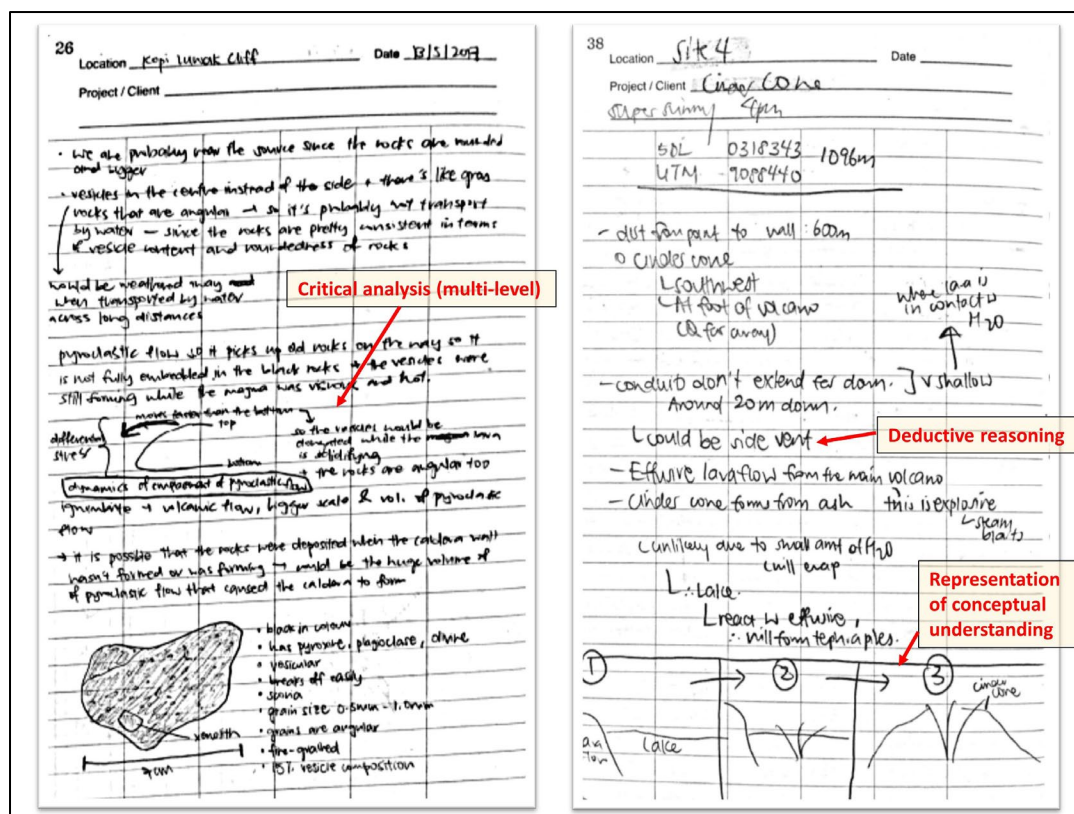 26
Location Kopi Luwak Cliff Date 13/5/2017
Project / Client
• we are probably near the source since the rocks are rounded
and bigger
• vesicles in the centre instead of the side + there's like gray
rocks that are angular → so it's probably not transport
by water – since the rocks are pretty consistent in terms
of vesicle content and roundedness of rocks
would be weathered away
when transported by water
across long distances
Critical analysis (multi-level)
pyroclastic flow so it picks up old rocks on the way so it
is not fully embedded in the black rocks + the vesicles were
still forming while the magma was viscous and hot.
moves faster than the bottom
top
differential
stress
bottom
so the vesicles would be
disrupted while the lava
is solidifying
+ the rocks are angular too
dynamics of component of pyroclastic flow
ignimbrite → volcanic flow, bigger scale & vol. of pyroclastic
flow
→ it is possible that the rocks were deposited when the caldera wall
hasn't formed or was forming → could be the huge volume of
of pyroclastic flow that caused the caldera to form
• black in colour
• has pyroxine, plagioclase, olivine
• vesicular
• breaks off easily
•
• grain size 0.5mm - 1.0mm
• grains are angular
• fine-grained
• 15% vesicle composition
xenolith
7cm
38
Location Site 4 Date
Project / Client Cinder Cone
super sunny 4pm
50L 0318343 1096m
UTM 9088440
- dist from point to wall : 600m
o cinder cone
southwest
At foot of volcano
(Q far away)
where lava is
in contact w
H2O
- conduit don't extend far down. } v shallow
Around 20m down.
could be side vent
Deductive reasoning
- Effusive lava flow from the main volcano
- cinder cone forms from ash this is explosive
steam
blasts
unlikely due to small amt of H2O
will evap
∴ Lake
react w effusive,
∴ will form tephra
Representation
of conceptual
understanding
1 → 2 → 3
lake
cinder
cone